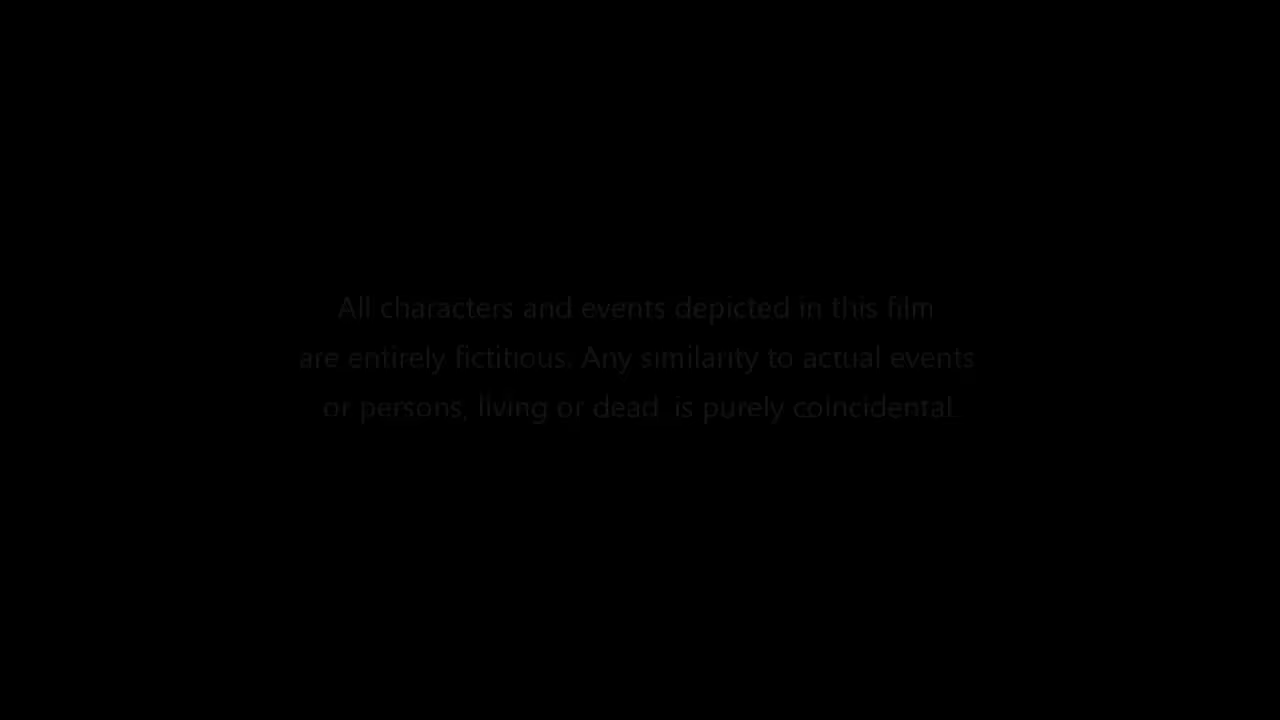 All characters and events depicted in this film
are entirely fictitious. Any similarity to actual events
or persons, living or dead, is purely coincidental.